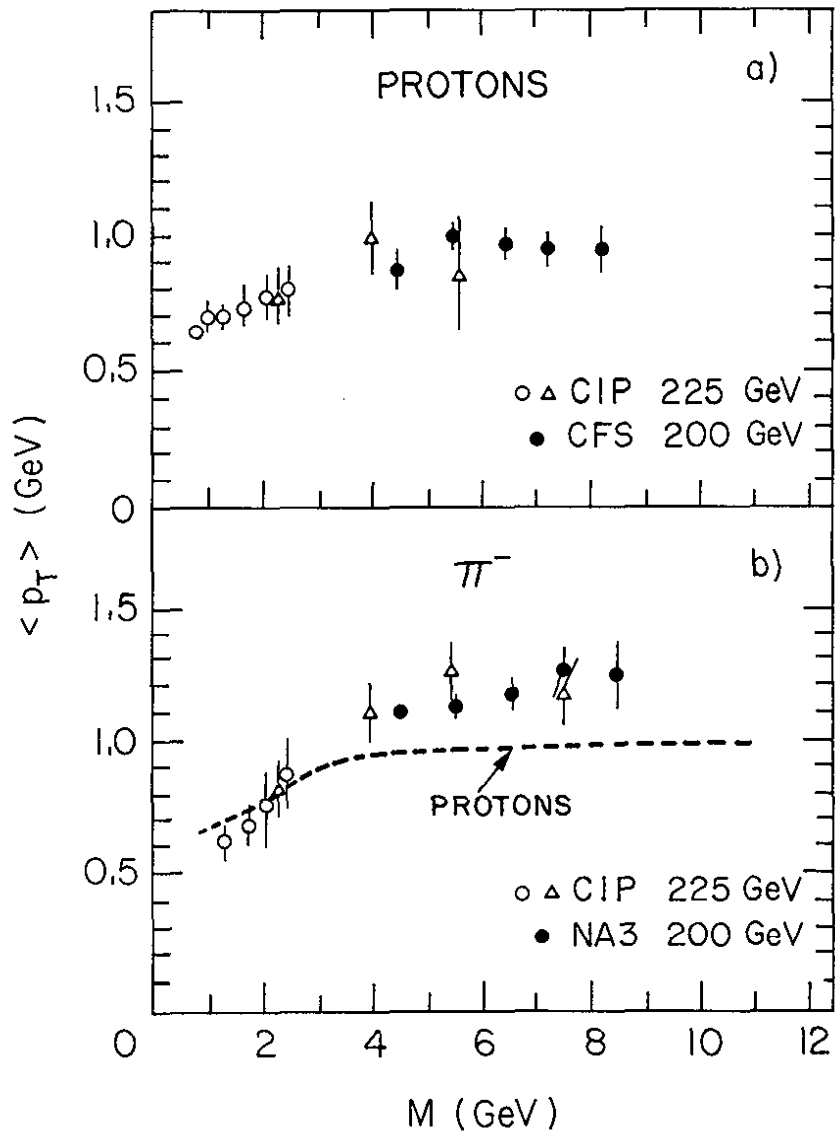 PROTONS
a)
1.5
1.0
0.5
0
○ △ CIP 225 GeV
● CFS 200 GeV
<p_T> (GeV)
π⁻
b)
1.5
1.0
0.5
PROTONS
○ △ CIP 225 GeV
● NA3 200 GeV
0 2 4 6 8 10 12
M (GeV)